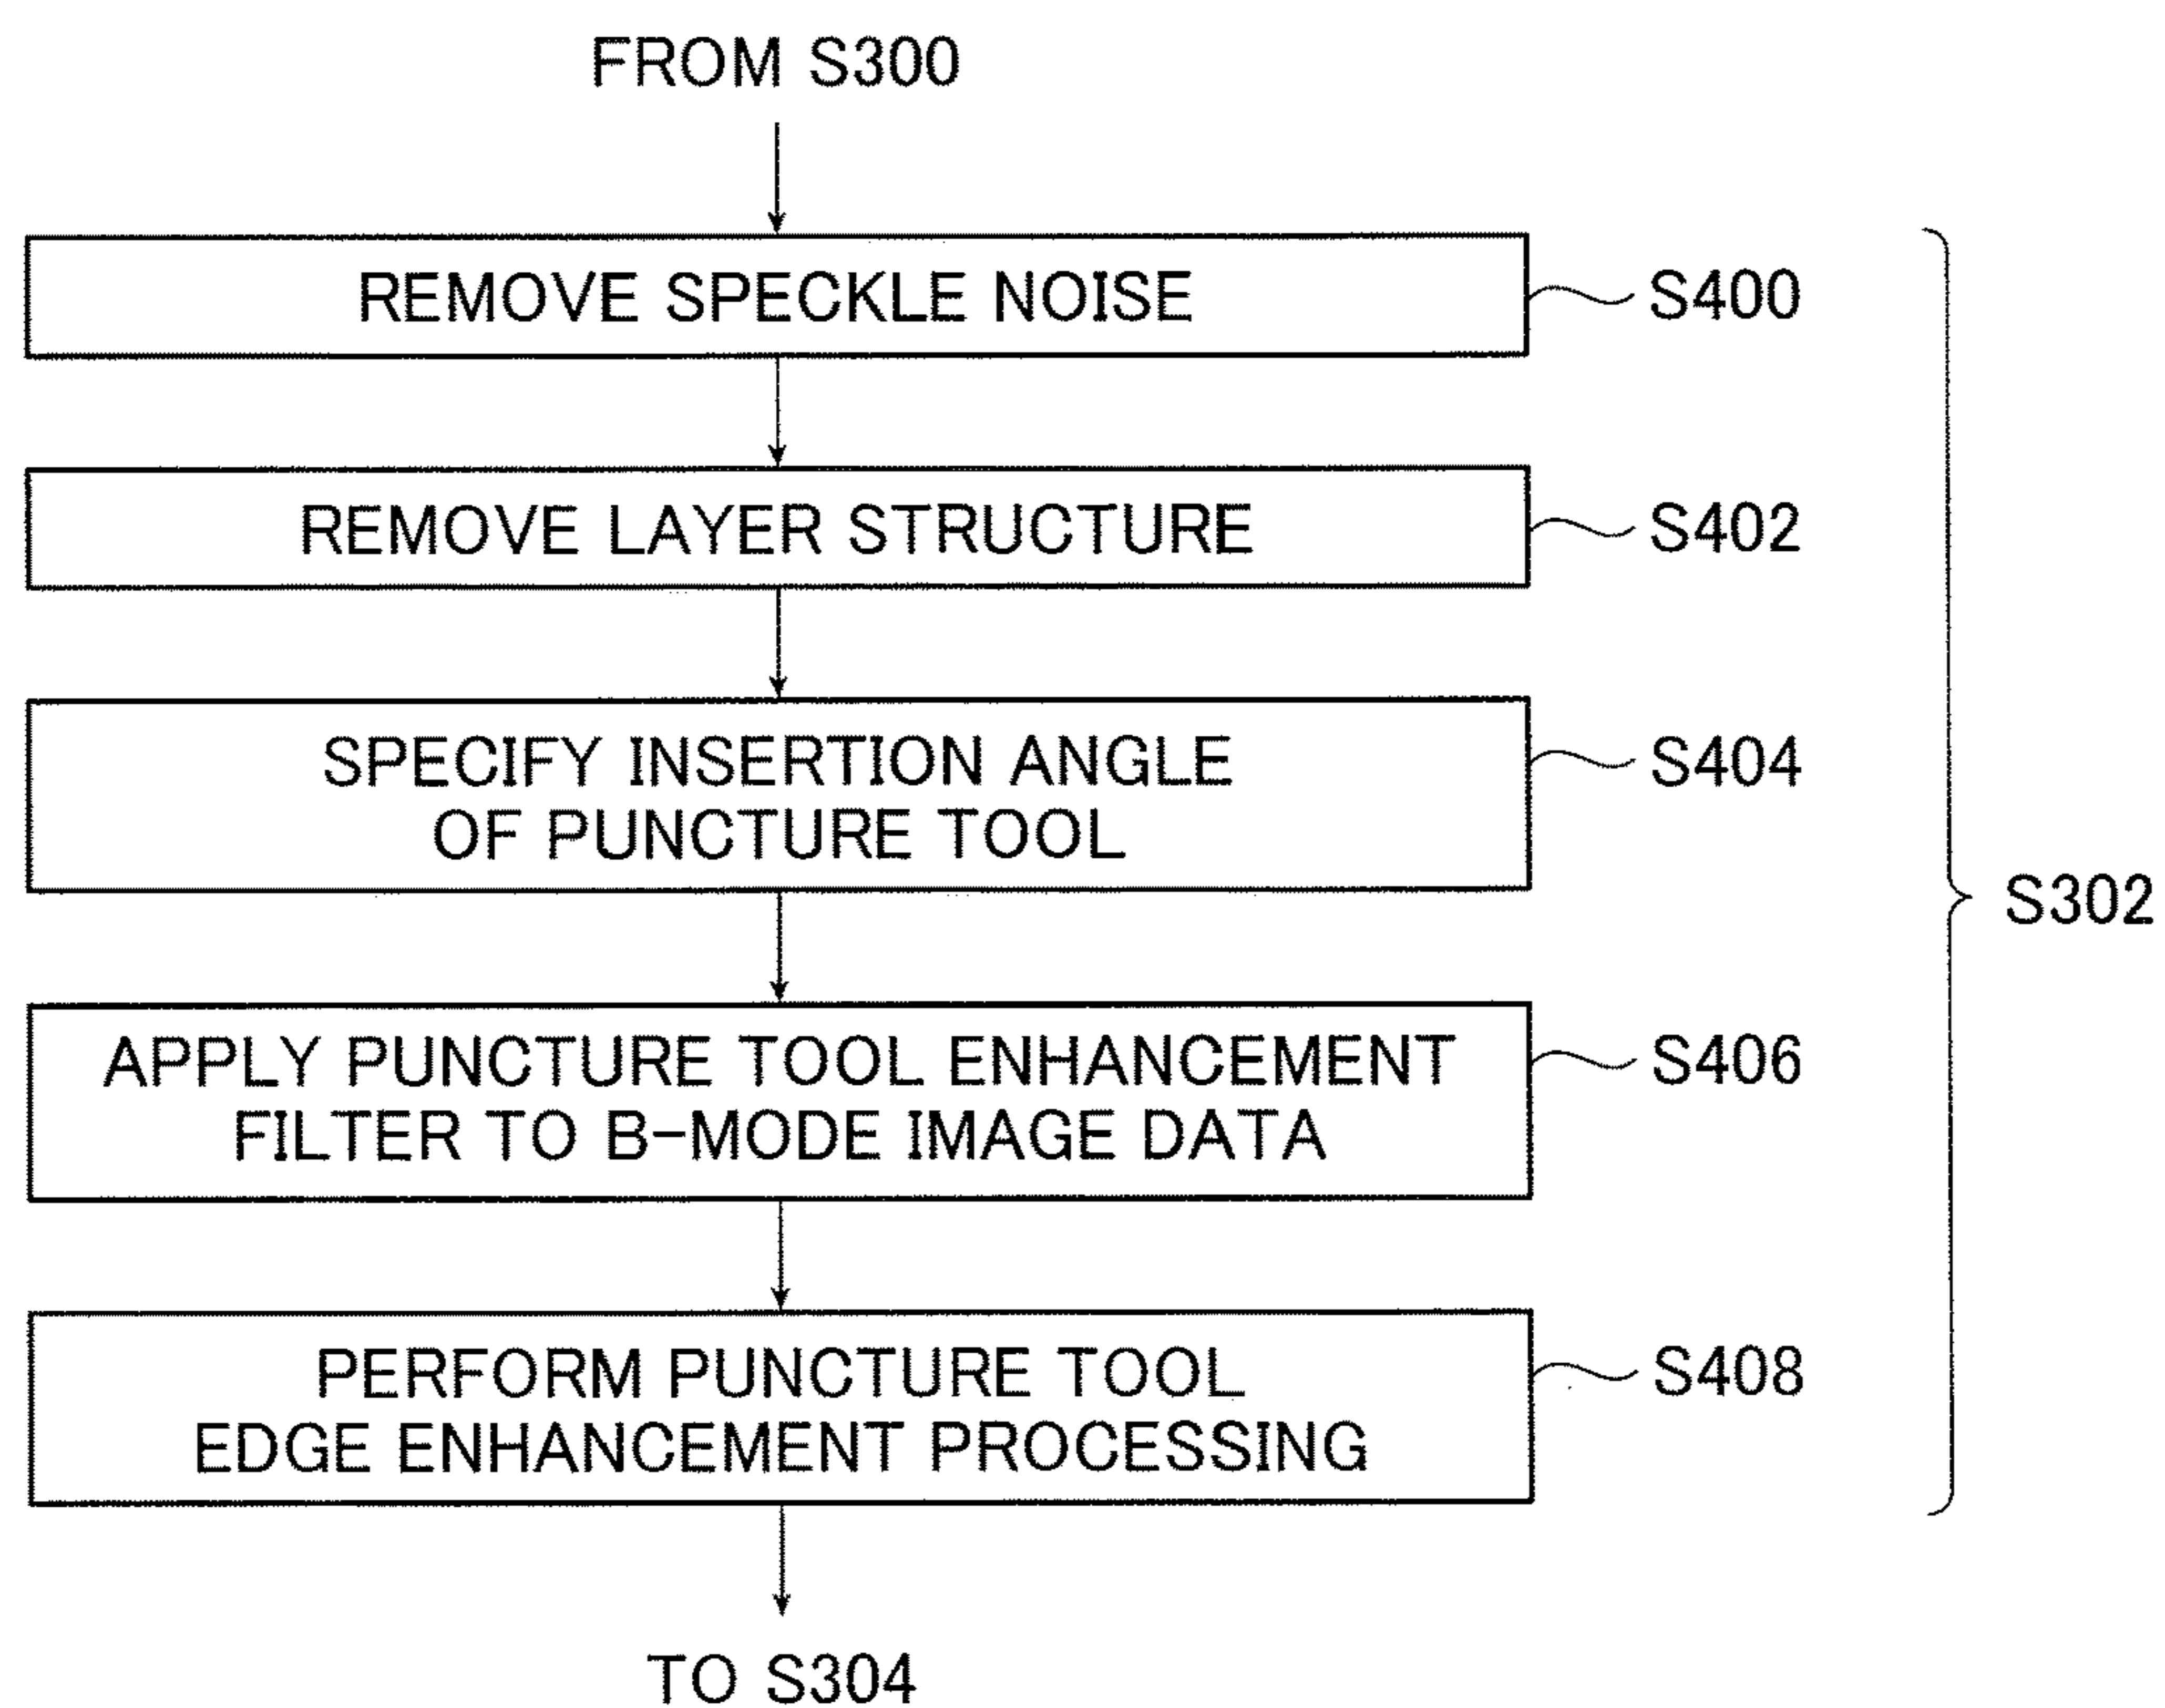 FROM S300
REMOVE SPECKLE NOISE
S400
REMOVE LAYER STRUCTURE
S402
SPECIFY INSERTION ANGLE
OF PUNCTURE TOOL
S404
S302
APPLY PUNCTURE TOOL ENHANCEMENT
FILTER TO B-MODE IMAGE DATA
S406
PERFORM PUNCTURE TOOL
EDGE ENHANCEMENT PROCESSING
S408
TO S304